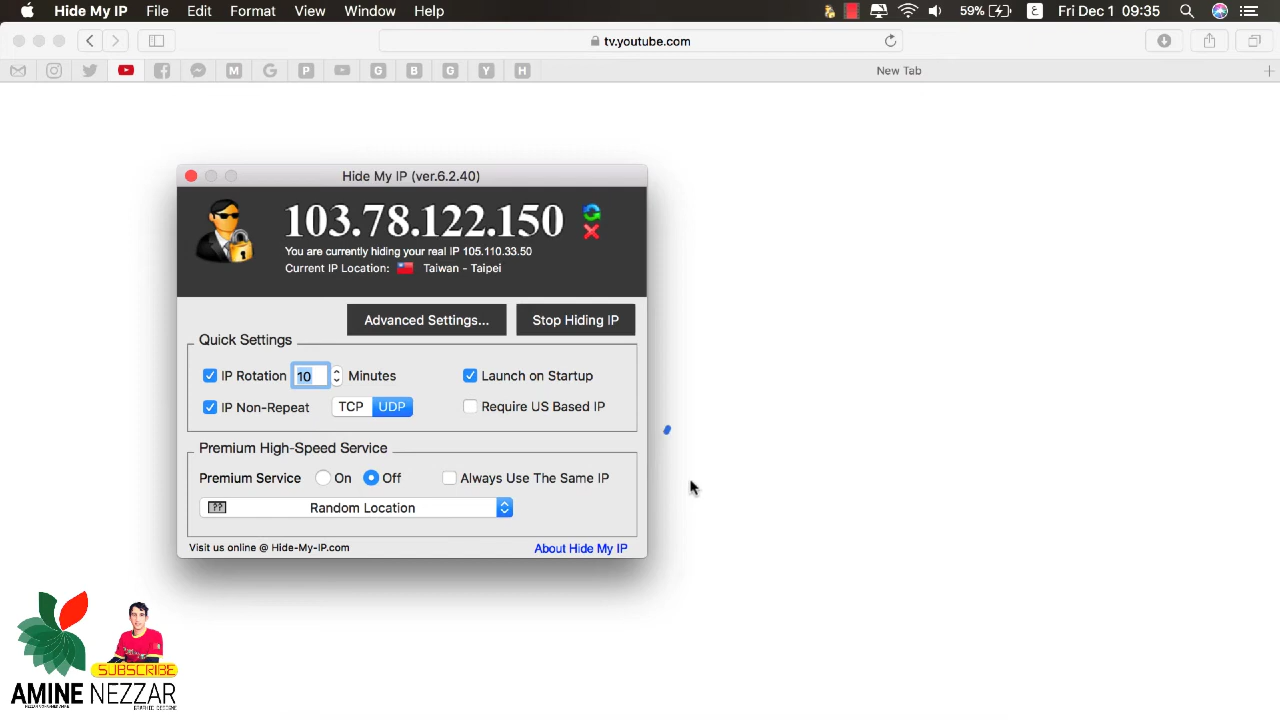 Hide My IP File Edit Format View Window Help
59% ع Fri Dec 1 09:35
tv.youtube.com
M G P G B G Y H New Tab
Hide My IP (ver.6.2.40)
103.78.122.150
You are currently hiding your real IP 105.110.33.50
Current IP Location: Taiwan - Taipei
Advanced Settings... Stop Hiding IP
Quick Settings
IP Rotation 10 Minutes Launch on Startup
IP Non-Repeat TCP UDP Require US Based IP
Premium High-Speed Service
Premium Service On Off Always Use The Same IP
?? Random Location
Visit us online @ Hide-My-IP.com About Hide My IP
SUBSCRIBE
AMINE NEZZAR
GRAPHIC DESIGNE